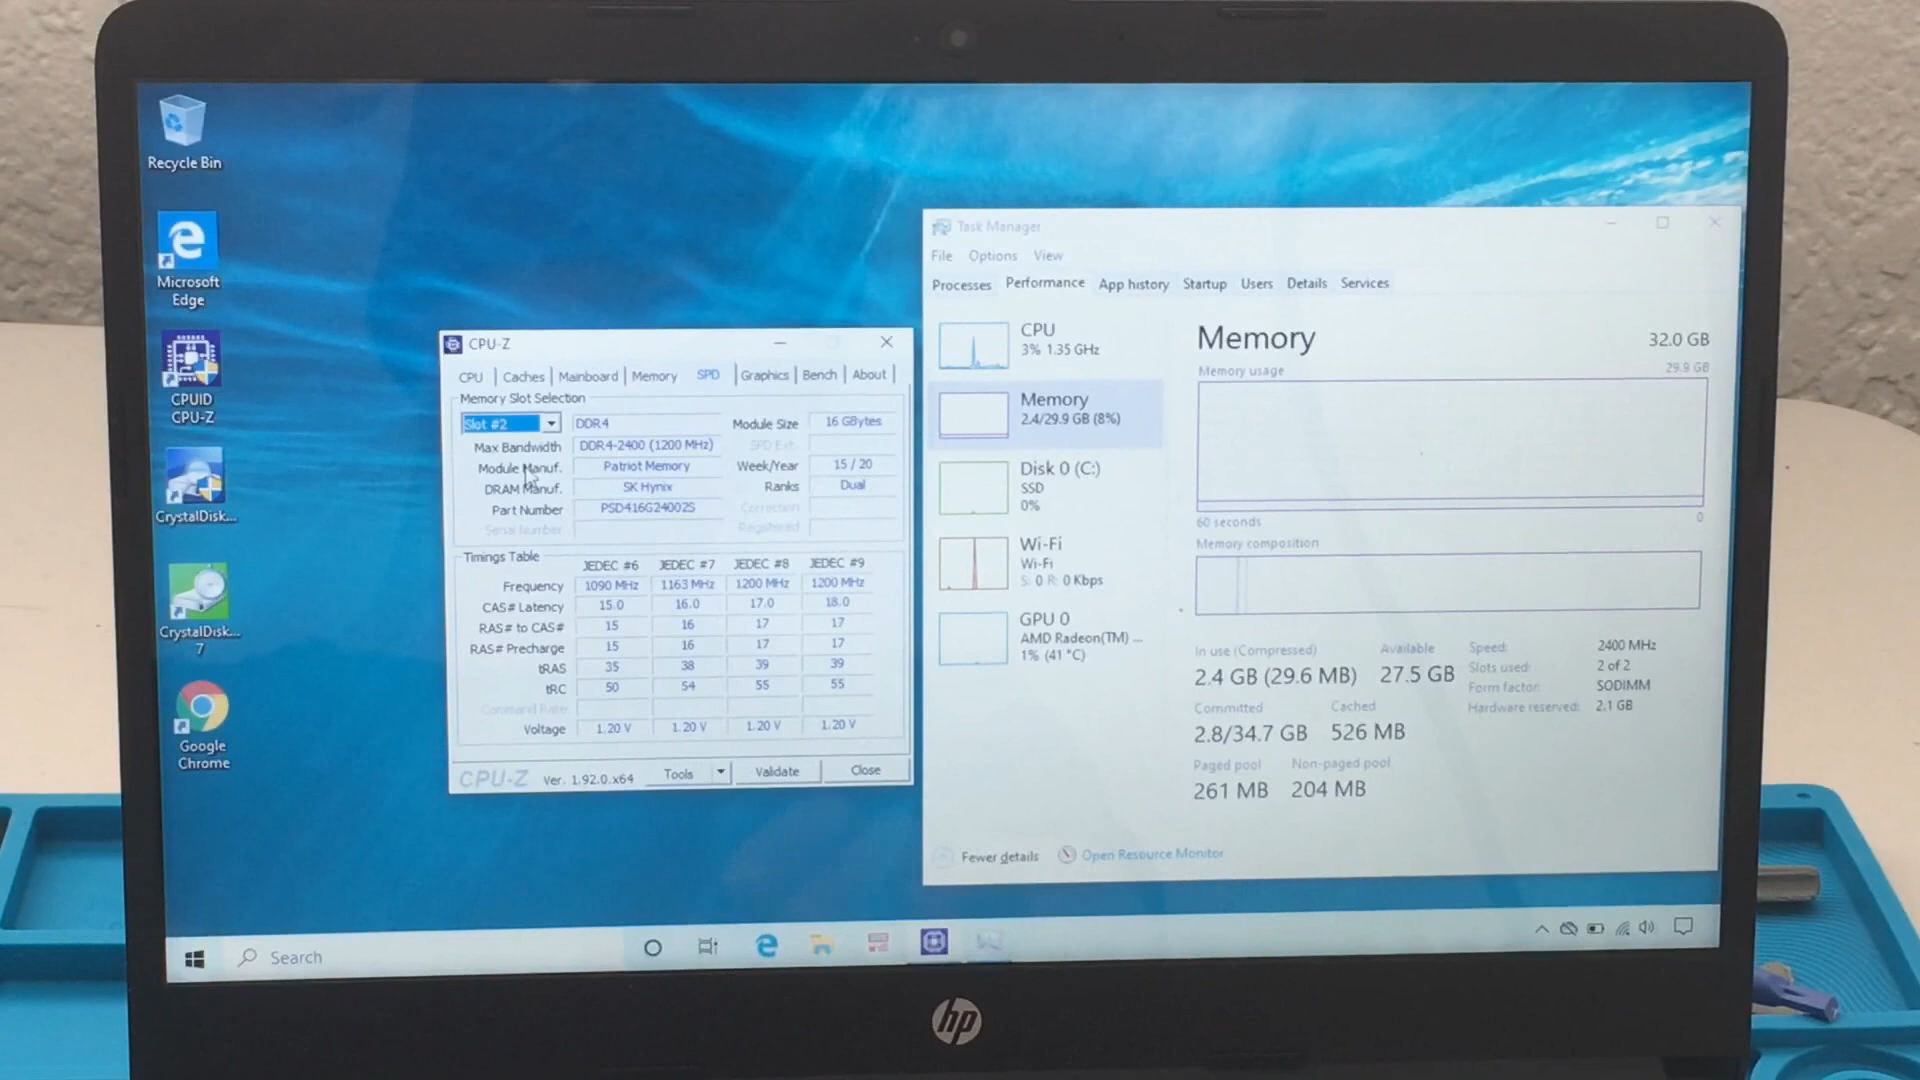 Recycle Bin
Microsoft
Edge
CPUID
CPU-Z
CrystalDisk...
CrystalDisk...
7
Google
Chrome
CPU-Z
CPU Caches Mainboard Memory SPD Graphics Bench About
Memory Slot Selection
Slot #2 DDR4 Module Size 16 GBytes
Max Bandwidth DDR4-2400 (1200 MHz) SPD Ext.
Module Manuf. Patriot Memory Week/Year 15 / 20
DRAM Manuf. SK Hynix Ranks Dual
Part Number PSD416G24002S Correction
Serial Number Registered
Timings Table
JEDEC #6 JEDEC #7 JEDEC #8 JEDEC #9
Frequency 1090 MHz 1163 MHz 1200 MHz 1200 MHz
CAS# Latency 15.0 16.0 17.0 18.0
RAS# to CAS# 15 16 17 17
RAS# Precharge 15 16 17 17
tRAS 35 38 39 39
tRC 50 54 55 55
Command Rate
Voltage 1.20 V 1.20 V 1.20 V 1.20 V
CPU-Z Ver. 1.92.0.x64 Tools Validate Close
Task Manager
File Options View
Processes Performance App history Startup Users Details Services
CPU
3% 1.35 GHz
Memory
2.4/29.9 GB (8%)
Disk 0 (C:)
SSD
0%
Wi-Fi
Wi-Fi
S: 0 R: 0 Kbps
GPU 0
AMD Radeon(TM) ...
1% (41 °C)
Memory 32.0 GB
Memory usage 29.9 GB
60 seconds 0
Memory composition
In use (Compressed) Available
2.4 GB (29.6 MB) 27.5 GB
Committed Cached
2.8/34.7 GB 526 MB
Paged pool Non-paged pool
261 MB 204 MB
Speed: 2400 MHz
Slots used: 2 of 2
Form factor: SODIMM
Hardware reserved: 2.1 GB
Fewer details Open Resource Monitor
Search
hp